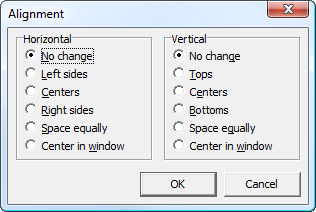 Alignment
Horizontal
No change
Left sides
Centers
Right sides
Space equally
Center in window
Vertical
No change
Tops
Centers
Bottoms
Space equally
Center in window
OK
Cancel